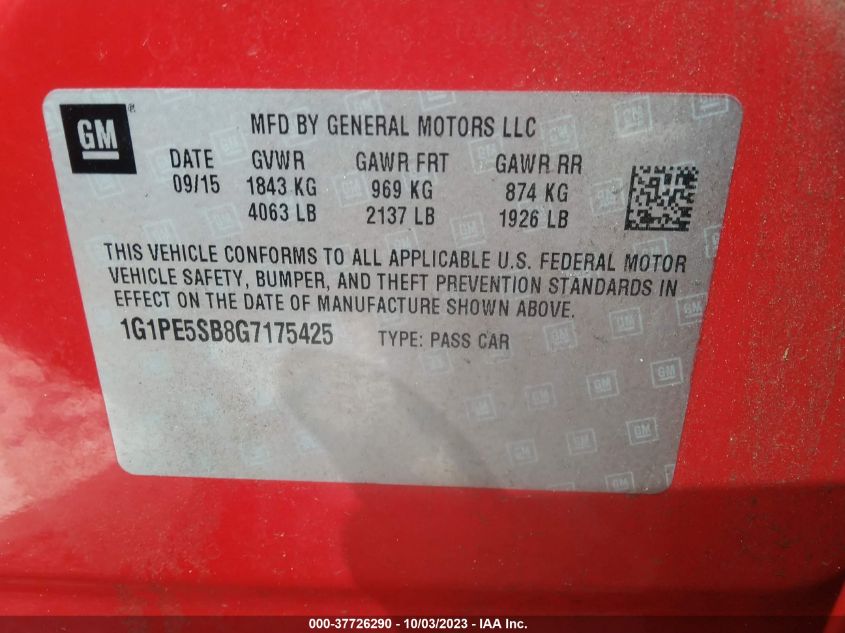 GM ®
MFD BY GENERAL MOTORS LLC
DATE GVWR GAWR FRT GAWR RR
09/15 1843 KG 969 KG 874 KG
4063 LB 2137 LB 1926 LB
THIS VEHICLE CONFORMS TO ALL APPLICABLE U.S. FEDERAL MOTOR
VEHICLE SAFETY, BUMPER, AND THEFT PREVENTION STANDARDS IN
EFFECT ON THE DATE OF MANUFACTURE SHOWN ABOVE.
1G1PE5SB8G7175425 TYPE: PASS CAR
000-37726290 - 10/03/2023 - IAA Inc.